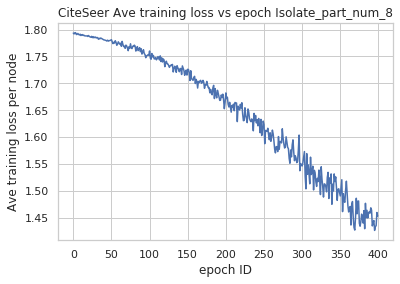 CiteSeer Ave training loss vs epoch Isolate_part_num_8
Ave training loss per node
1.80
1.75
1.70
1.65
1.60
1.55
1.50
1.45
0 50 100 150 200 250 300 350 400
epoch ID